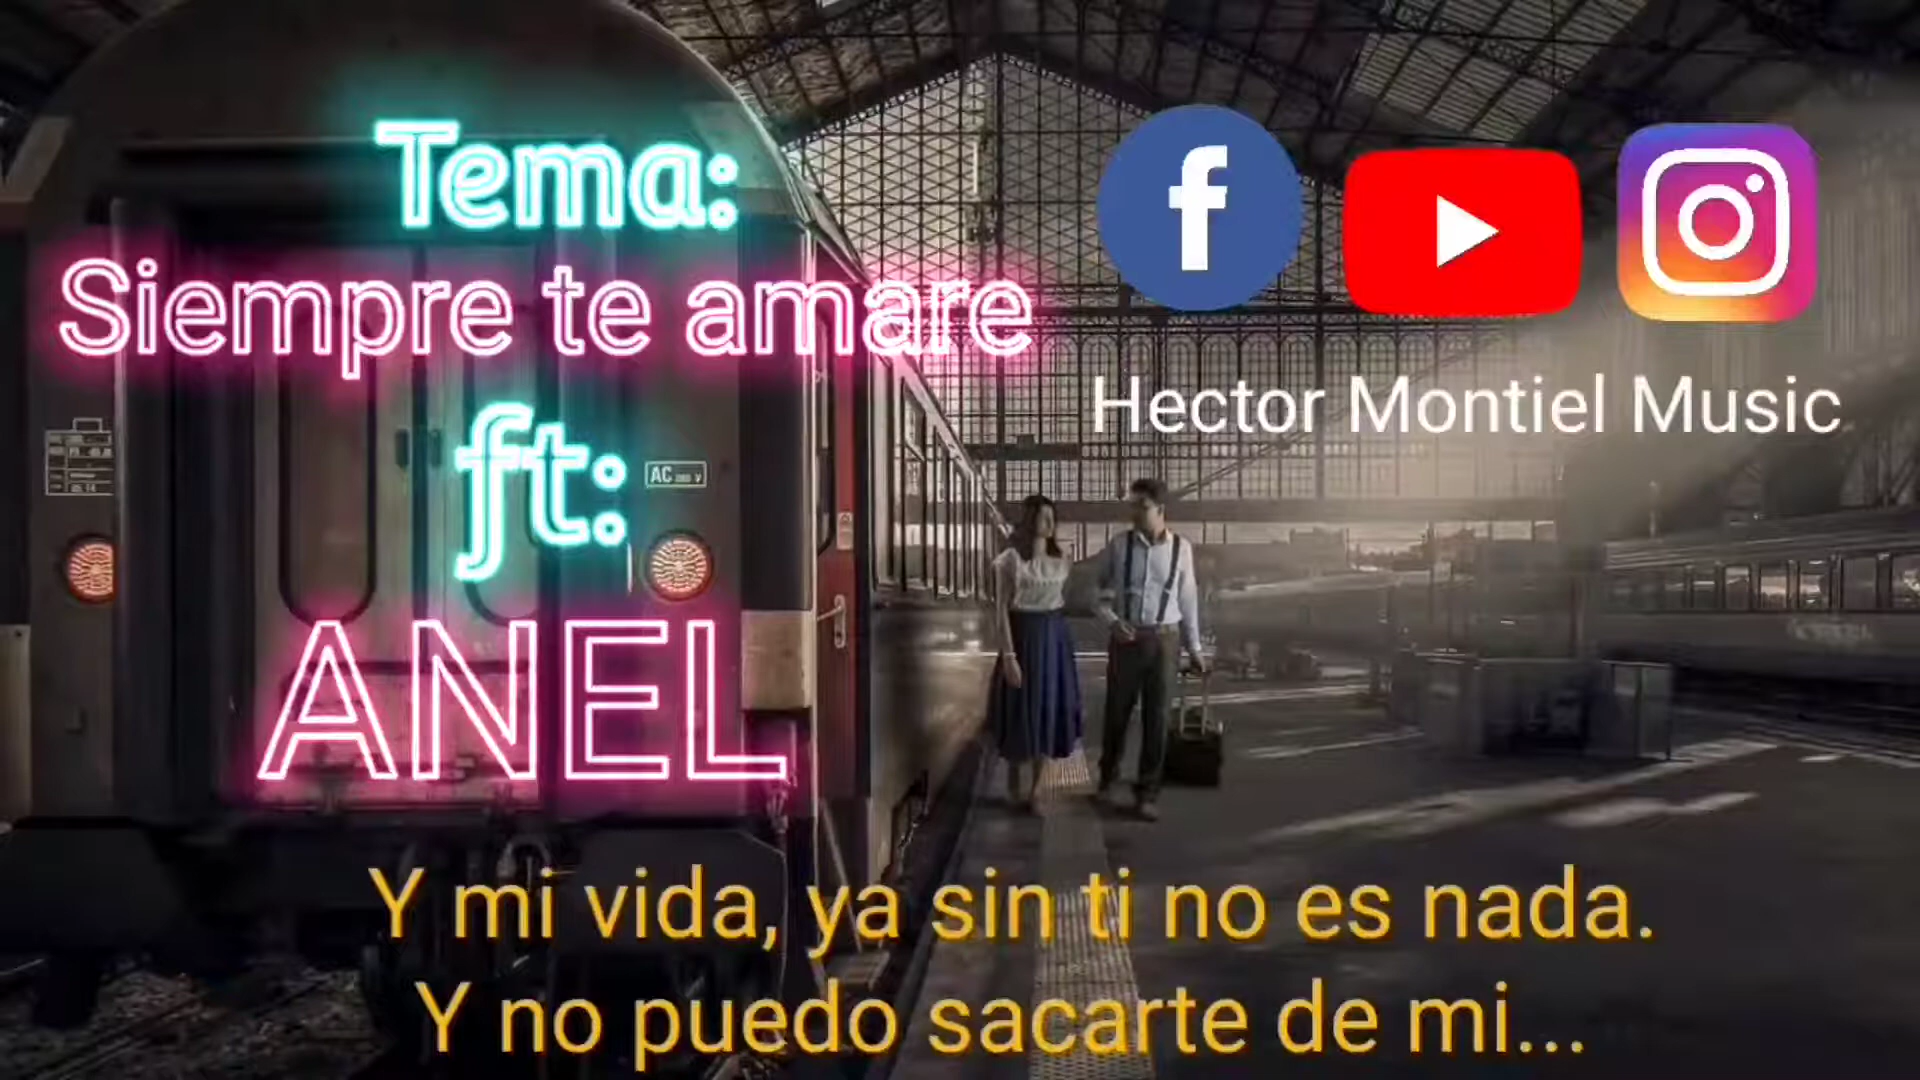 Tema:
Siempre te amare
ft:
ANEL
Hector Montiel Music
AC
Y mi vida, ya sin ti no es nada.
Y no puedo sacarte de mi...